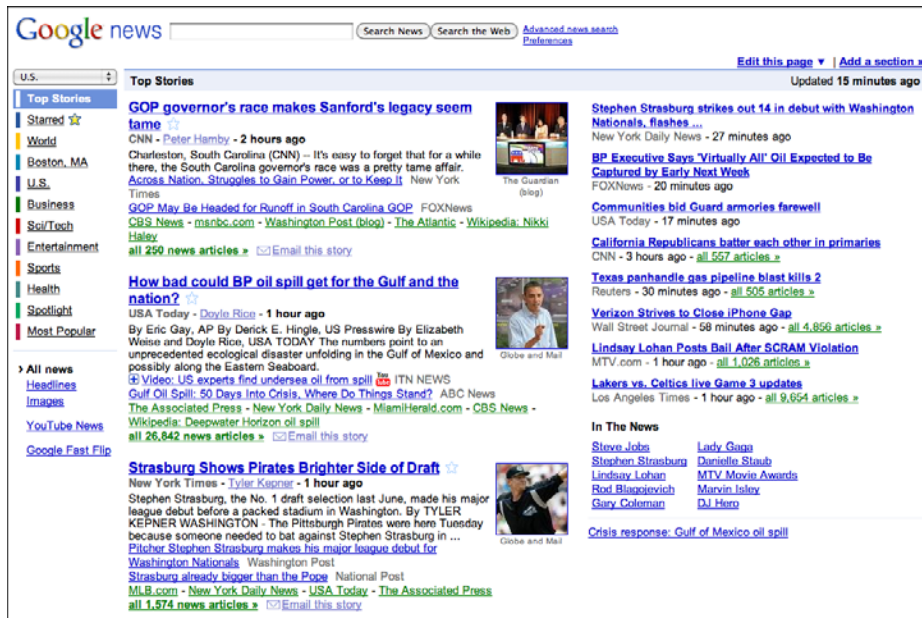 Google news
Search News
Search the Web
Advanced news search
Preferences
Edit this page ▼ | Add a section »
U.S.
Top Stories
Starred
World
Boston, MA
U.S.
Business
Sci/Tech
Entertainment
Sports
Health
Spotlight
Most Popular
› All news
Headlines
Images
YouTube News
Google Fast Flip
Top Stories
Updated 15 minutes ago
GOP governor's race makes Sanford's legacy seem
tame
CNN - Peter Hamby - 2 hours ago
Charleston, South Carolina (CNN) -- It's easy to forget that for a while
there, the South Carolina governor's race was a pretty tame affair.
Across Nation, Struggles to Gain Power, or to Keep It New York
Times
GOP May Be Headed for Runoff in South Carolina GOP FOXNews
CBS News - msnbc.com - Washington Post (blog) - The Atlantic - Wikipedia: Nikki
Haley
all 250 news articles » Email this story
The Guardian
(blog)
How bad could BP oil spill get for the Gulf and the
nation?
USA Today - Doyle Rice - 1 hour ago
By Eric Gay, AP By Derick E. Hingle, US Presswire By Elizabeth
Weise and Doyle Rice, USA TODAY The numbers point to an
unprecedented ecological disaster unfolding in the Gulf of Mexico and
possibly along the Eastern Seaboard.
Video: US experts find undersea oil from spill You Tube ITN NEWS
Gulf Oil Spill: 50 Days Into Crisis, Where Do Things Stand? ABC News
The Associated Press - New York Daily News - MiamiHerald.com - CBS News -
Wikipedia: Deepwater Horizon oil spill
all 26,842 news articles » Email this story
Globe and Mail
Strasburg Shows Pirates Brighter Side of Draft
New York Times - Tyler Kepner - 1 hour ago
Stephen Strasburg, the No. 1 draft selection last June, made his major
league debut before a packed stadium in Washington. By TYLER
KEPNER WASHINGTON - The Pittsburgh Pirates were here Tuesday
because someone needed to bat against Stephen Strasburg in ...
Pitcher Stephen Strasburg makes his major league debut for
Washington Nationals Washington Post
Strasburg already bigger than the Pope National Post
MLB.com - New York Daily News - USA Today - The Associated Press
all 1,574 news articles » Email this story
Globe and Mail
Stephen Strasburg strikes out 14 in debut with Washington
Nationals, flashes ...
New York Daily News - 27 minutes ago
BP Executive Says 'Virtually All' Oil Expected to Be
Captured by Early Next Week
FOXNews - 20 minutes ago
Communities bid Guard armories farewell
USA Today - 17 minutes ago
California Republicans batter each other in primaries
CNN - 3 hours ago - all 557 articles »
Texas panhandle gas pipeline blast kills 2
Reuters - 30 minutes ago - all 505 articles »
Verizon Strives to Close iPhone Gap
Wall Street Journal - 58 minutes ago - all 4,856 articles »
Lindsay Lohan Posts Bail After SCRAM Violation
MTV.com - 1 hour ago - all 1,026 articles »
Lakers vs. Celtics live Game 3 updates
Los Angeles Times - 1 hour ago - all 9,654 articles »
In The News
Steve Jobs
Stephen Strasburg
Lindsay Lohan
Rod Blagojevich
Gary Coleman
Lady Gaga
Danielle Staub
MTV Movie Awards
Marvin Isley
DJ Hero
Crisis response: Gulf of Mexico oil spill